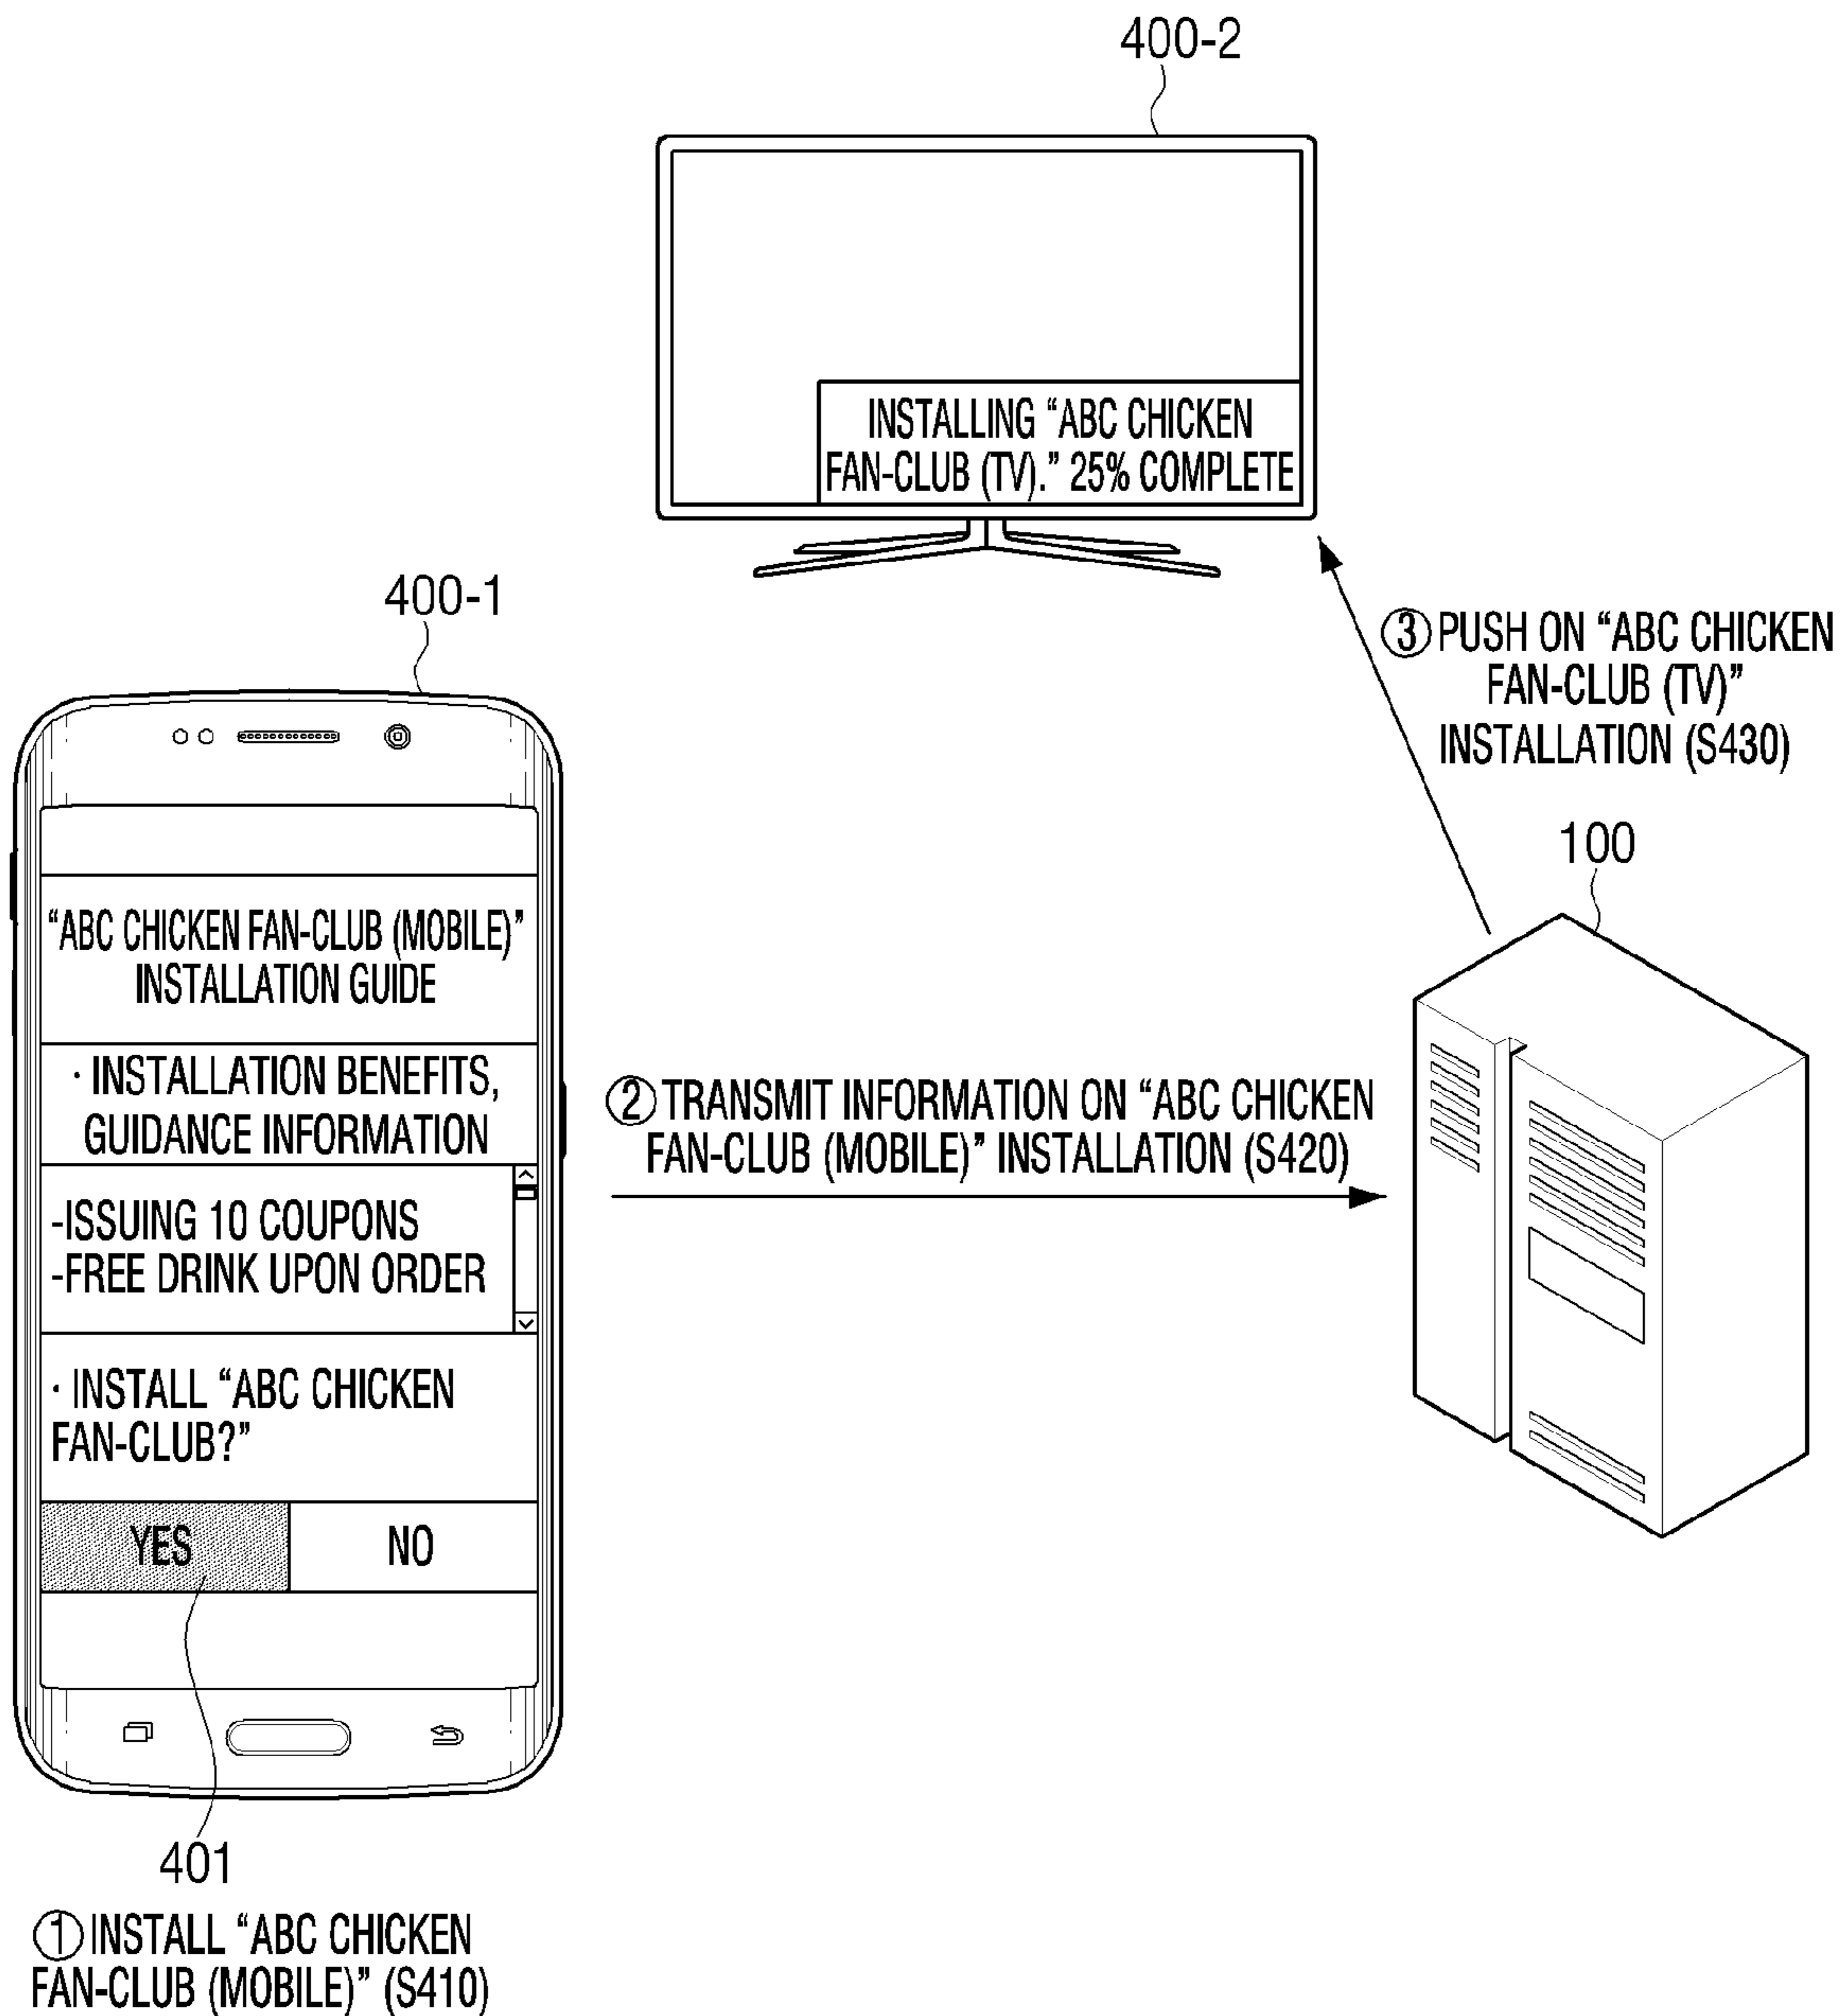 400-2
INSTALLING “ABC CHICKEN
FAN-CLUB (TV).” 25% COMPLETE
400-1
③ PUSH ON “ABC CHICKEN
FAN-CLUB (TV)”
INSTALLATION (S430)
100
“ABC CHICKEN FAN-CLUB (MOBILE)”
INSTALLATION GUIDE
· INSTALLATION BENEFITS,
GUIDANCE INFORMATION
-ISSUING 10 COUPONS
-FREE DRINK UPON ORDER
· INSTALL “ABC CHICKEN
FAN-CLUB?”
YES
NO
② TRANSMIT INFORMATION ON “ABC CHICKEN
FAN-CLUB (MOBILE)” INSTALLATION (S420)
401
① INSTALL “ABC CHICKEN
FAN-CLUB (MOBILE)” (S410)